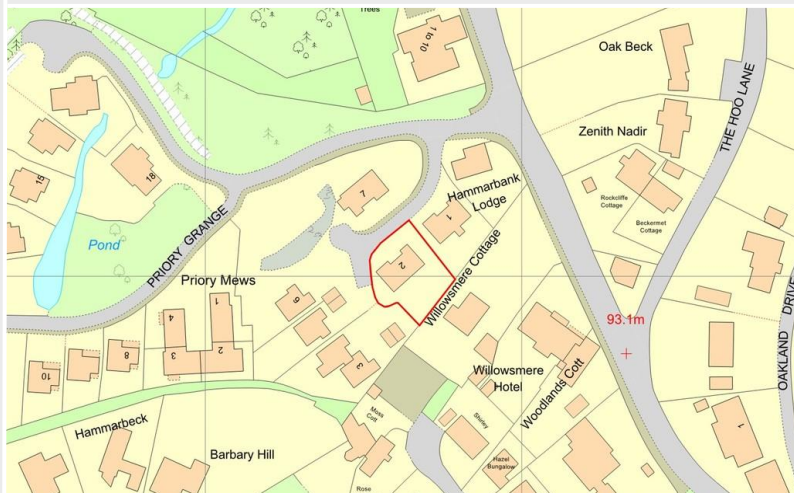 Trees
1 to 10
Oak Beck
THE HOO LANE
Zenith Nadir
Hammarbank
Lodge
Rockcliffe
Cottage
Beckermet
Cottage
15
18
7
1
2
Pond
PRIORY GRANGE
Willowsmere Cottage
Priory Mews
1
4
3
2
6
8
10
3
93.1m
OAKLAND DRIVE
Willowsmere
Hotel
Woodlands Cott
Hammarbeck
Barbary Hill
Moss
Cott
Shirley
Hazel
Bungalow
Rose
1